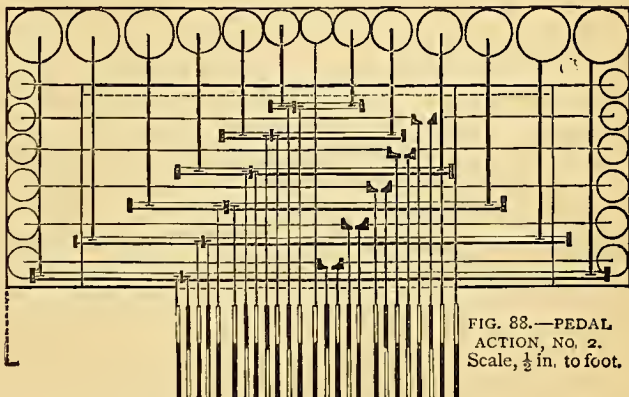 FIG. 88.—PEDAL
ACTION, NO. 2.
Scale, ½ in. to foot.